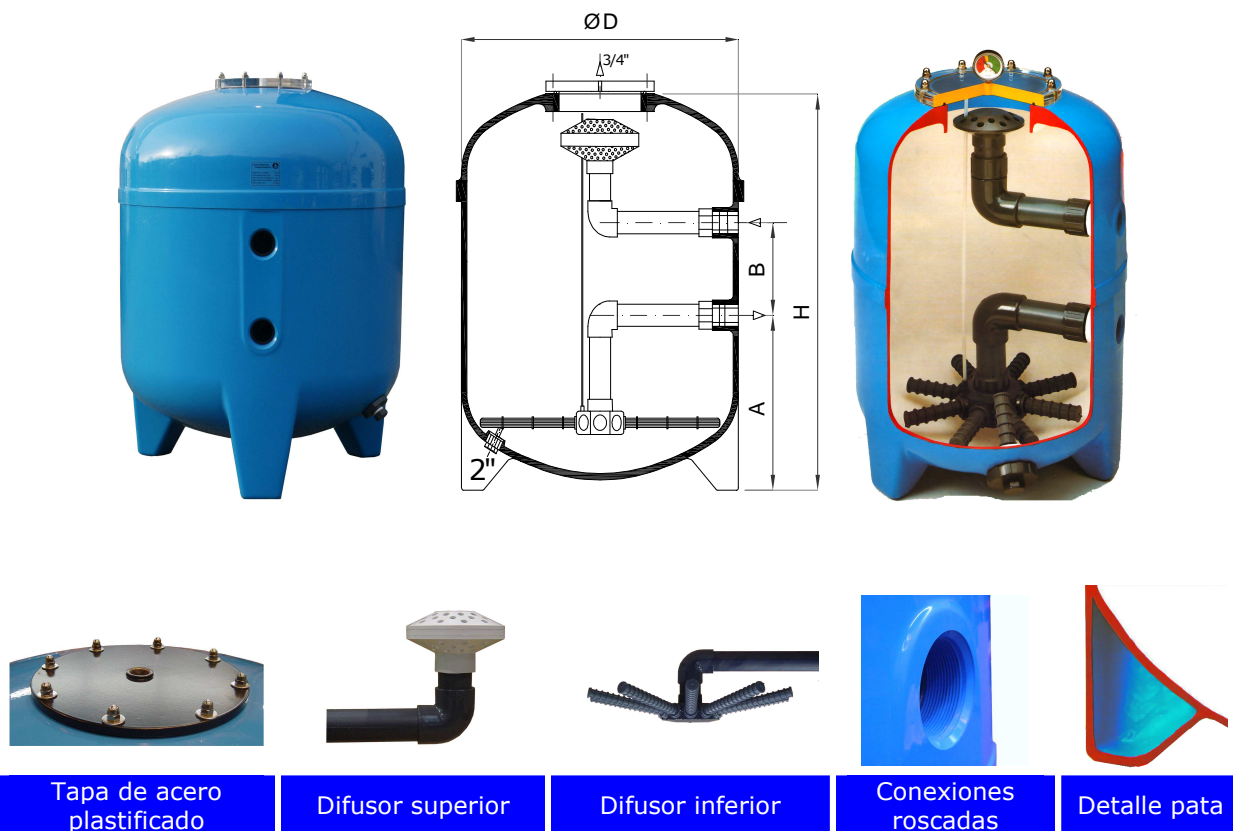 ØD
3/4"
B
H
A
2"
Tapa de acero
plastificado
Difusor superior
Difusor inferior
Conexiones
roscadas
Detalle pata